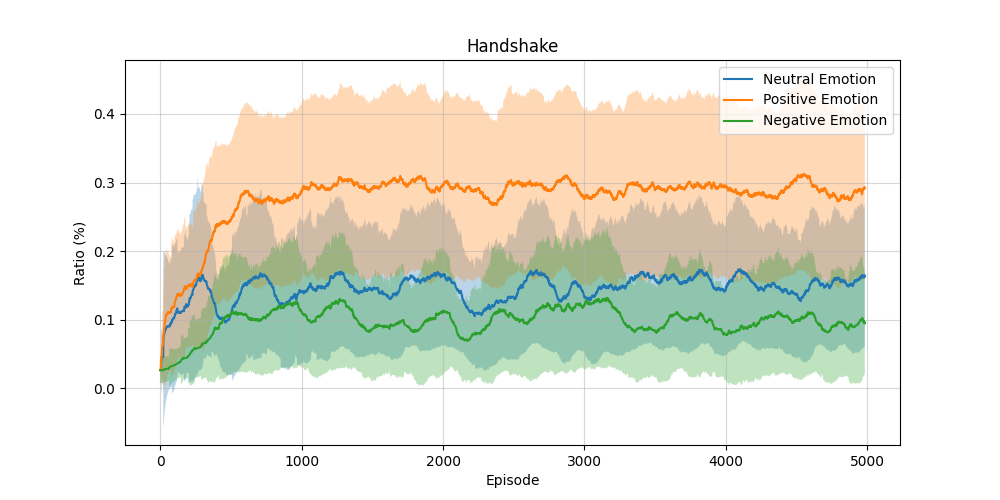 Handshake
Neutral Emotion
Positive Emotion
Negative Emotion
Ratio (%)
0.4
0.3
0.2
0.1
0.0
0 1000 2000 3000 4000 5000
Episode